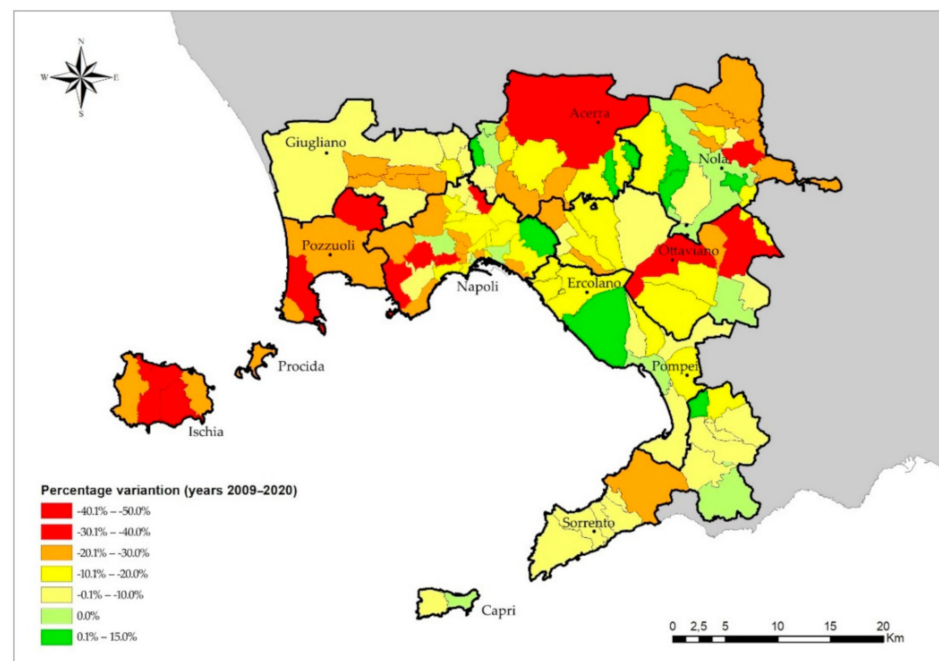 N
W E
S
Acerra
Giugliano
Nola
Pozzuoli
Ottaviano
Napoli
Ercolano
Procida
Pompei
Ischia
Sorrento
Capri
Percentage variantion (years 2009–2020)
-40.1% – -50.0%
-30.1% – -40.0%
-20.1% – -30.0%
-10.1% – -20.0%
-0.1% – -10.0%
0.0%
0.1% – 15.0%
0 2,5 5 10 15 20
Km